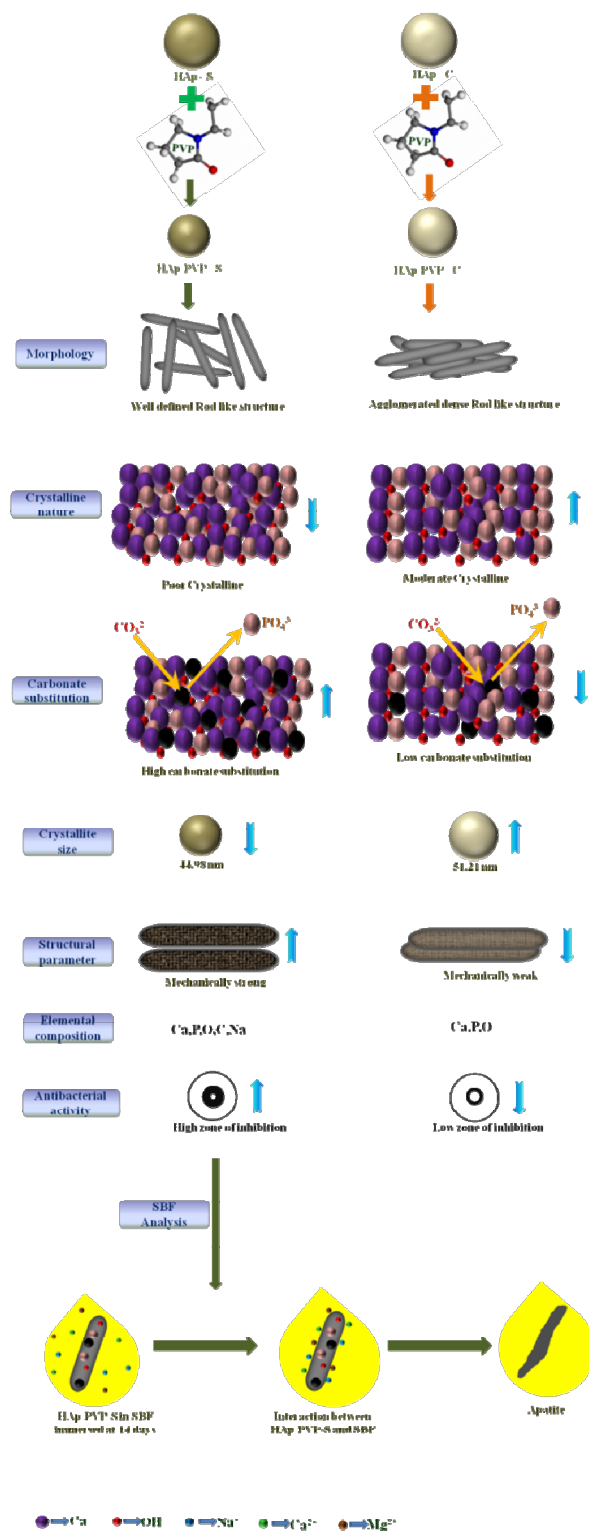 HAp - S
HAp - C
PVP
PVP
HAp PVP - S
HAp PVP - C
Morphology
Well defined Rod like structure
Agglomerated dense Rod like structure
Crystalline
nature
Poor Crystalline
Moderate Crystalline
CO₃²⁻
PO₄³⁻
CO₃²⁻
PO₄³⁻
Carbonate
substitution
High carbonate substitution
Low carbonate substitution
Crystallite
size
44.98nm
51.21nm
Structural
parameter
Mechanically strong
Mechanically weak
Elemental
composition
Ca,P,O,C,Na
Ca,P,O
Antibacterial
activity
High zone of inhibition
Low zone of inhibition
SBF
Analysis
HAp PVP-S in SBF
immersed at 14 days
Interaction between
HAp PVP-S and SBF
Apatite
Ca
OH
Na⁺
Ca²⁺
Mg²⁺